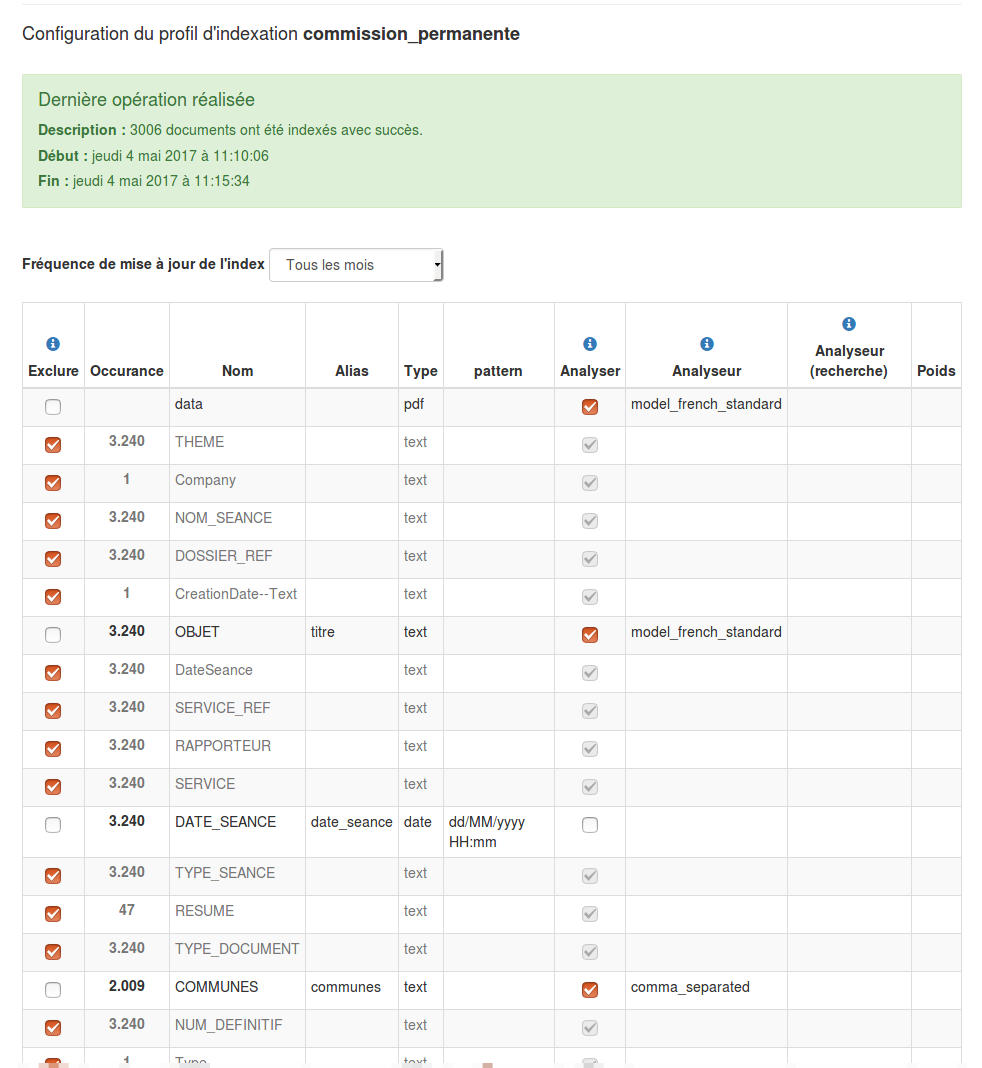 Configuration du profil d'indexation commission_permanente
Dernière opération réalisée
Description : 3006 documents ont été indexés avec succès.
Début : jeudi 4 mai 2017 à 11:10:06
Fin : jeudi 4 mai 2017 à 11:15:34
Fréquence de mise à jour de l'index Tous les mois
Exclure Occurance Nom Alias Type pattern Analyser Analyseur Analyseur (recherche) Poids
data pdf model_french_standard
3.240 THEME text
1 Company text
3.240 NOM_SEANCE text
3.240 DOSSIER_REF text
1 CreationDate--Text text
3.240 OBJET titre text model_french_standard
3.240 DateSeance text
3.240 SERVICE_REF text
3.240 RAPPORTEUR text
3.240 SERVICE text
3.240 DATE_SEANCE date_seance date dd/MM/yyyy
HH:mm
3.240 TYPE_SEANCE text
47 RESUME text
3.240 TYPE_DOCUMENT text
2.009 COMMUNES communes text comma_separated
3.240 NUM_DEFINITIF text
1 Type text